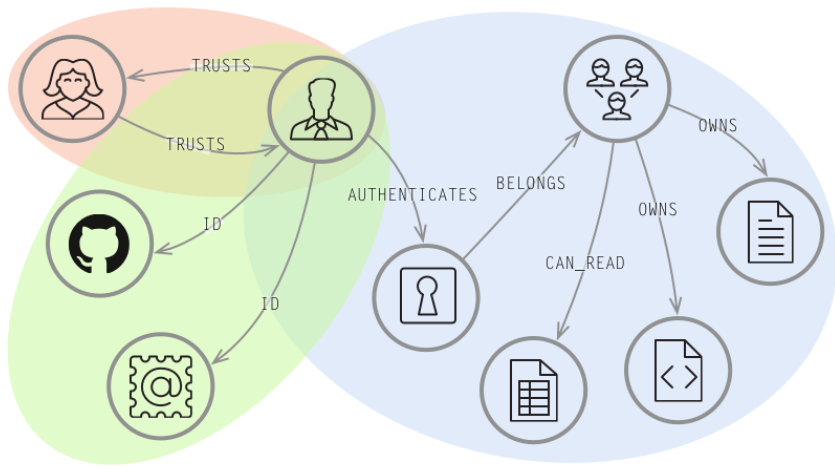 TRUSTS
TRUSTS
ID
ID
AUTHENTICATES
BELONGS
OWNS
OWNS
CAN_READ
@